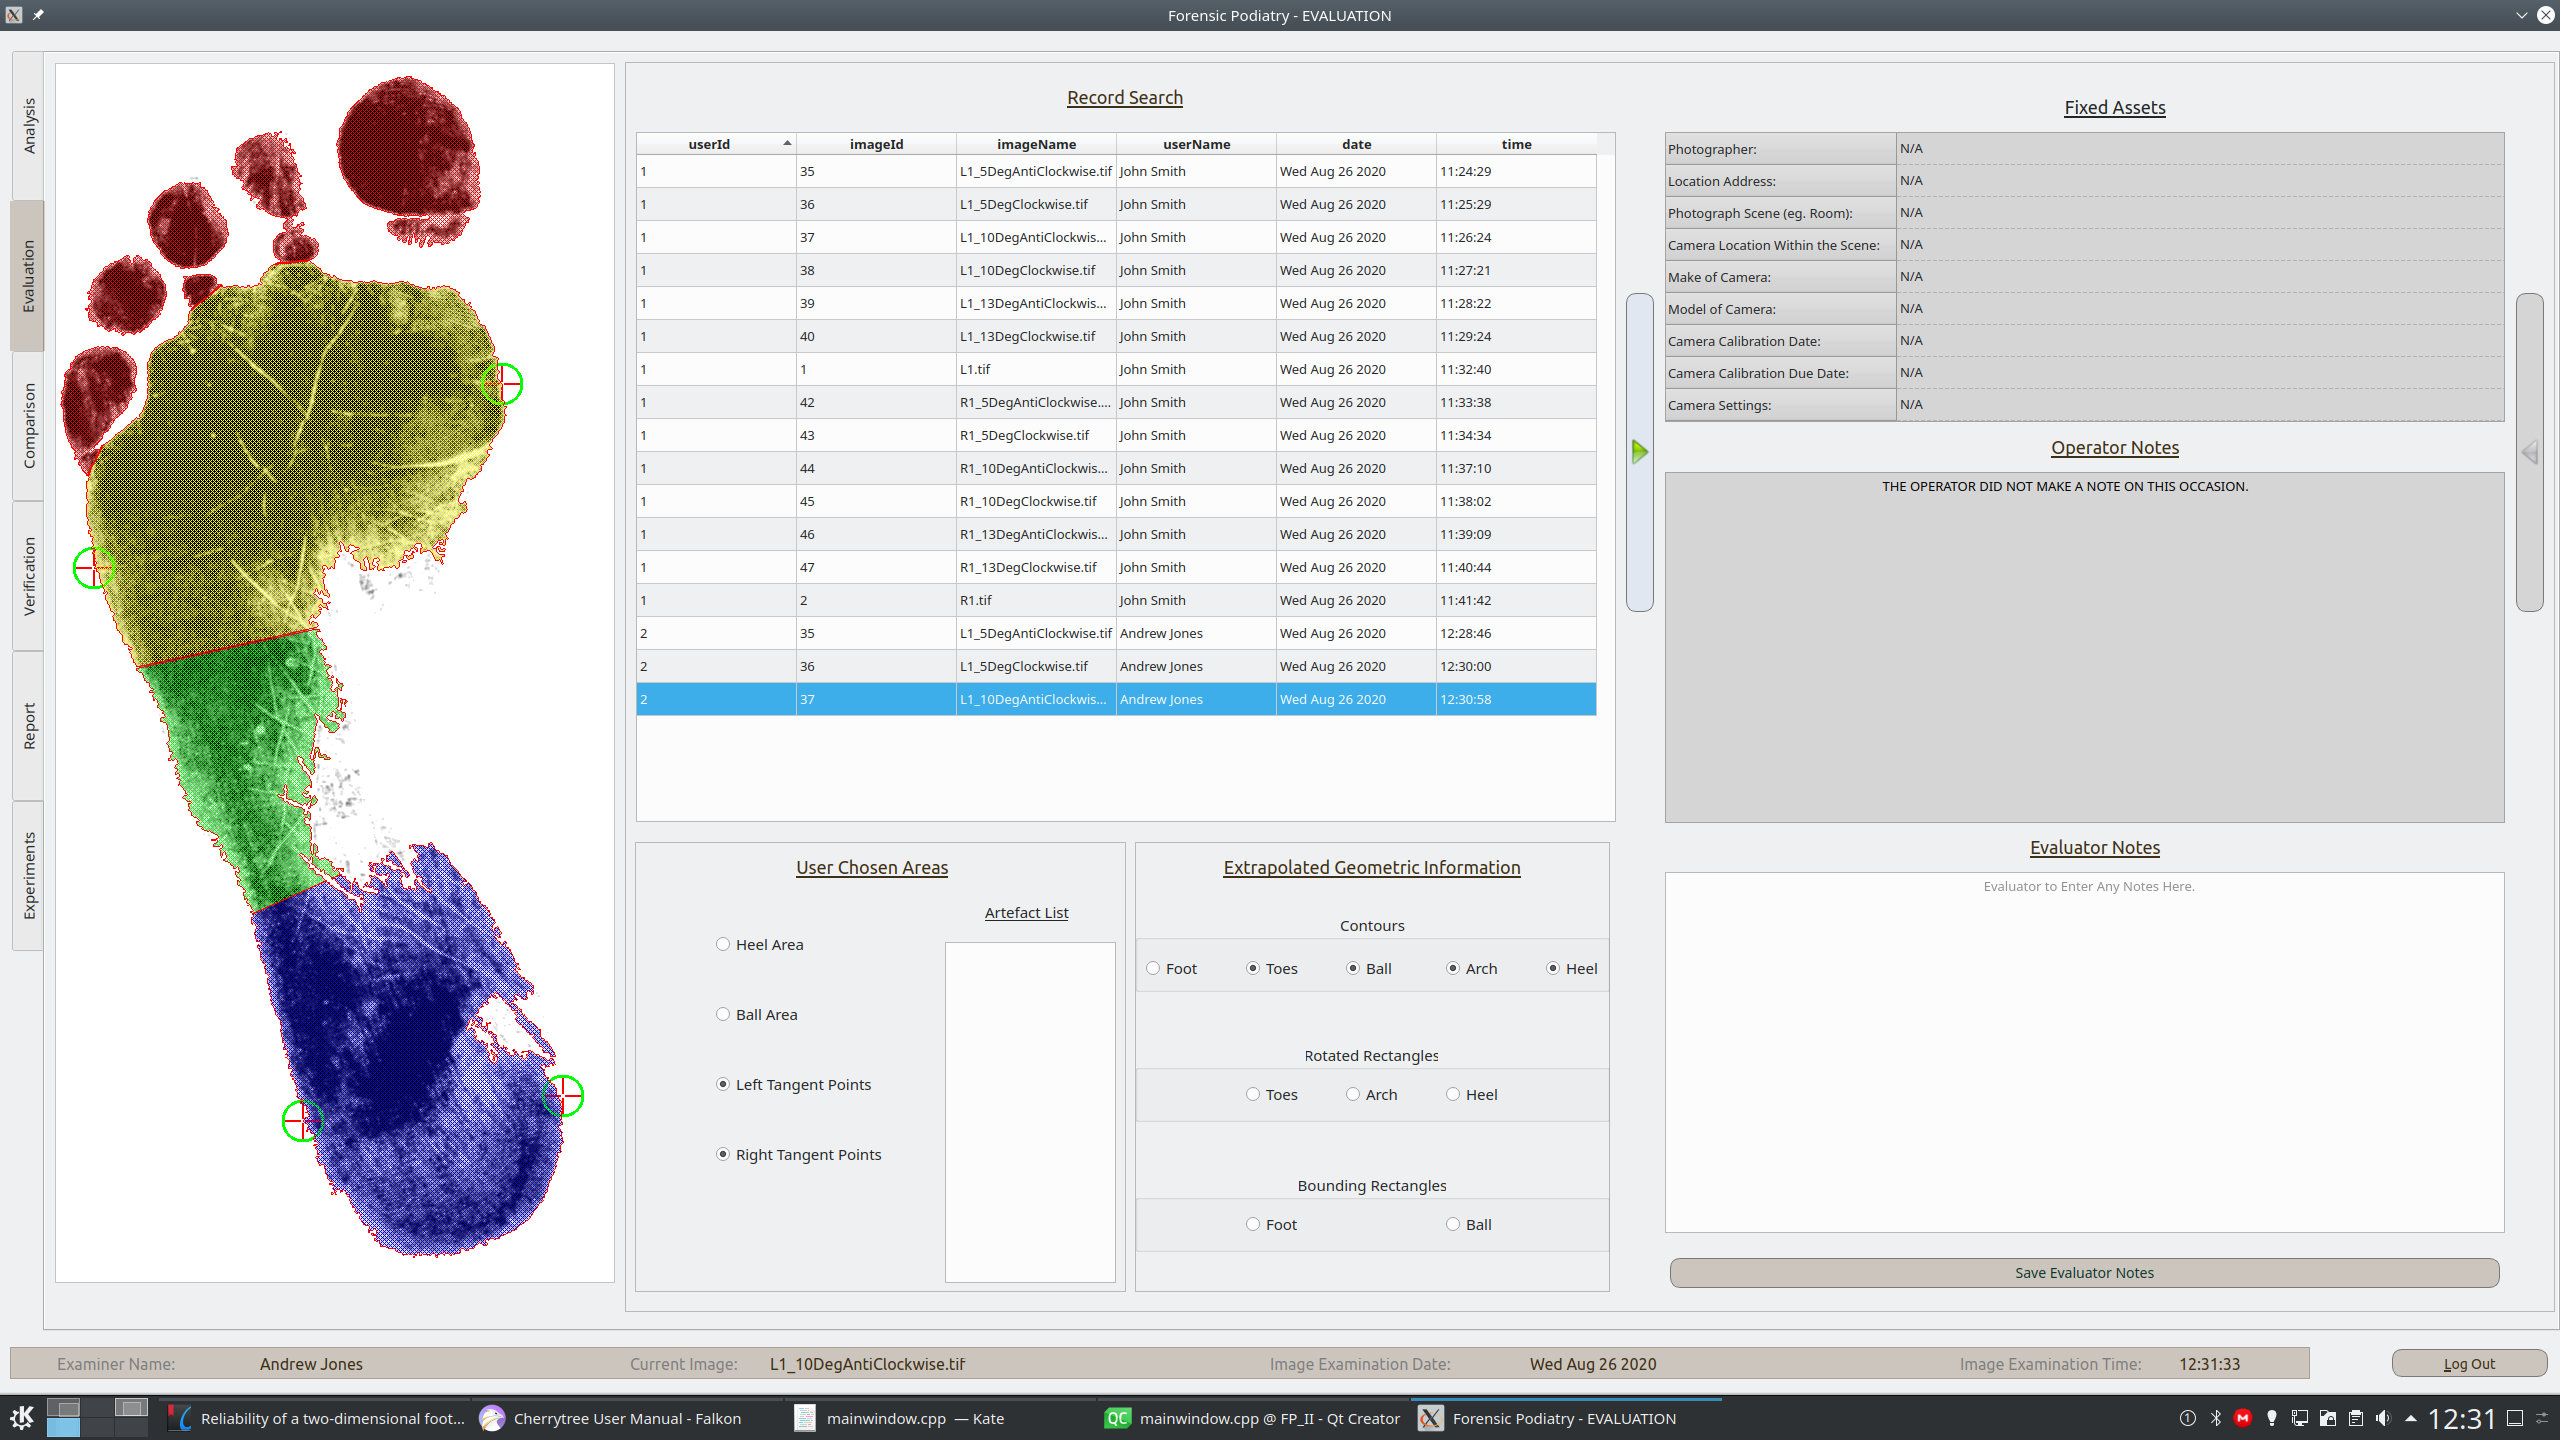 Forensic Podiatry - EVALUATION
Analysis
Evaluation
Comparison
Verification
Report
Experiments
Record Search
userId imageId imageName userName date time
1 35 L1_5DegAntiClockwise.tif John Smith Wed Aug 26 2020 11:24:29
1 36 L1_5DegClockwise.tif John Smith Wed Aug 26 2020 11:25:29
1 37 L1_10DegAntiClockwis... John Smith Wed Aug 26 2020 11:26:24
1 38 L1_10DegClockwise.tif John Smith Wed Aug 26 2020 11:27:21
1 39 L1_13DegAntiClockwis... John Smith Wed Aug 26 2020 11:28:22
1 40 L1_13DegClockwise.tif John Smith Wed Aug 26 2020 11:29:24
1 1 L1.tif John Smith Wed Aug 26 2020 11:32:40
1 42 R1_5DegAntiClockwise.... John Smith Wed Aug 26 2020 11:33:38
1 43 R1_5DegClockwise.tif John Smith Wed Aug 26 2020 11:34:34
1 44 R1_10DegAntiClockwis... John Smith Wed Aug 26 2020 11:37:10
1 45 R1_10DegClockwise.tif John Smith Wed Aug 26 2020 11:38:02
1 46 R1_13DegAntiClockwis... John Smith Wed Aug 26 2020 11:39:09
1 47 R1_13DegClockwise.tif John Smith Wed Aug 26 2020 11:40:44
1 2 R1.tif John Smith Wed Aug 26 2020 11:41:42
2 35 L1_5DegAntiClockwise.tif Andrew Jones Wed Aug 26 2020 12:28:46
2 36 L1_5DegClockwise.tif Andrew Jones Wed Aug 26 2020 12:30:00
2 37 L1_10DegAntiClockwis... Andrew Jones Wed Aug 26 2020 12:30:58
User Chosen Areas
Artefact List
Heel Area
Ball Area
Left Tangent Points
Right Tangent Points
Extrapolated Geometric Information
Contours
Foot Toes Ball Arch Heel
Rotated Rectangles
Toes Arch Heel
Bounding Rectangles
Foot Ball
Fixed Assets
Photographer: N/A
Location Address: N/A
Photograph Scene (eg. Room): N/A
Camera Location Within the Scene: N/A
Make of Camera: N/A
Model of Camera: N/A
Camera Calibration Date: N/A
Camera Calibration Due Date: N/A
Camera Settings: N/A
Operator Notes
THE OPERATOR DID NOT MAKE A NOTE ON THIS OCCASION.
Evaluator Notes
Evaluator to Enter Any Notes Here.
Save Evaluator Notes
Examiner Name: Andrew Jones Current Image: L1_10DegAntiClockwise.tif Image Examination Date: Wed Aug 26 2020 Image Examination Time: 12:31:33 Log Out
Reliability of a two-dimensional foot... Cherrytree User Manual - Falkon mainwindow.cpp — Kate QC mainwindow.cpp @ FP_II - Qt Creator Forensic Podiatry - EVALUATION 12:31